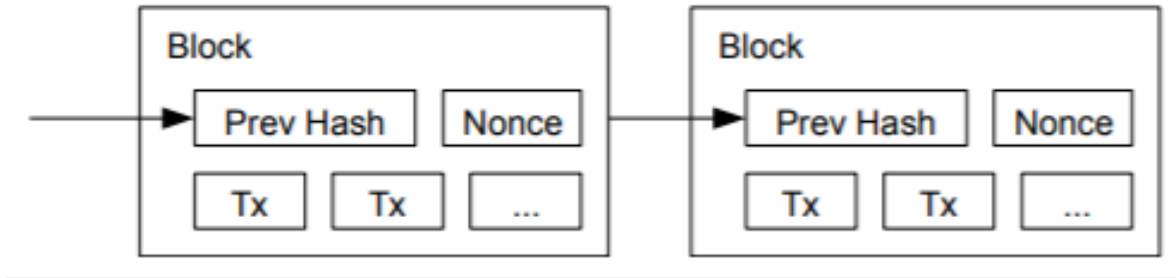 Block
Prev Hash Nonce
Tx Tx ...
Block
Prev Hash Nonce
Tx Tx ...